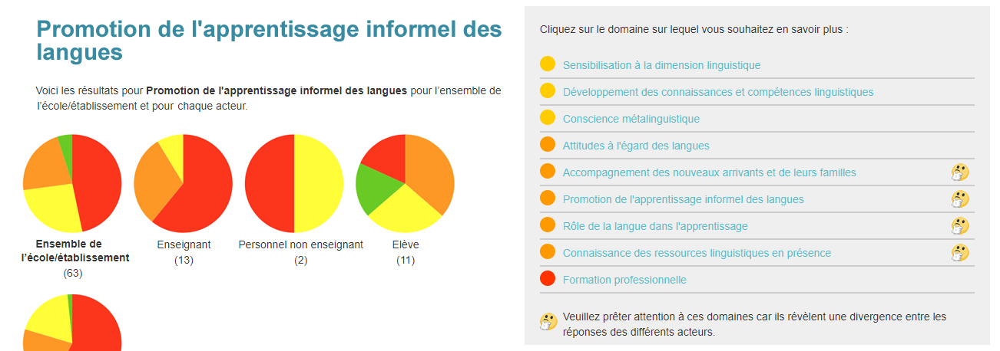 Promotion de l'apprentissage informel des
langues
Voici les résultats pour Promotion de l'apprentissage informel des langues pour l’ensemble de
l’école/établissement et pour chaque acteur.
Ensemble de
l’école/établissement
(63)
Enseignant
(13)
Personnel non enseignant
(2)
Elève
(11)
Cliquez sur le domaine sur lequel vous souhaitez en savoir plus :
Sensibilisation à la dimension linguistique
Développement des connaissances et compétences linguistiques
Conscience métalinguistique
Attitudes à l'égard des langues
Accompagnement des nouveaux arrivants et de leurs familles
Promotion de l'apprentissage informel des langues
Rôle de la langue dans l'apprentissage
Connaissance des ressources linguistiques en présence
Formation professionnelle
Veuillez prêter attention à ces domaines car ils révèlent une divergence entre les
réponses des différents acteurs.